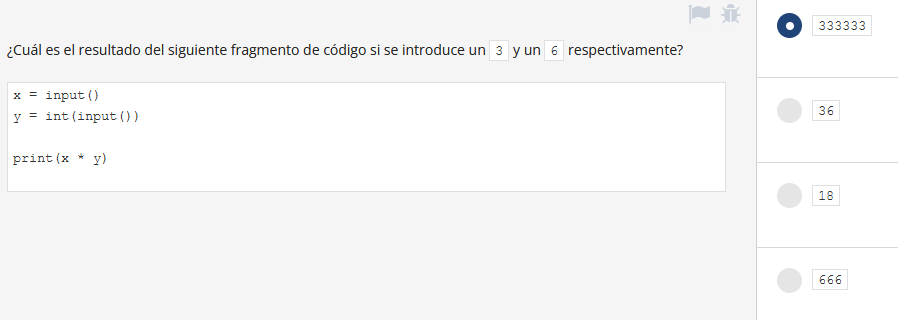 ¿Cuál es el resultado del siguiente fragmento de código si se introduce un 3 y un 6 respectivamente?
x = input()
y = int(input())
print(x * y)
333333
36
18
666